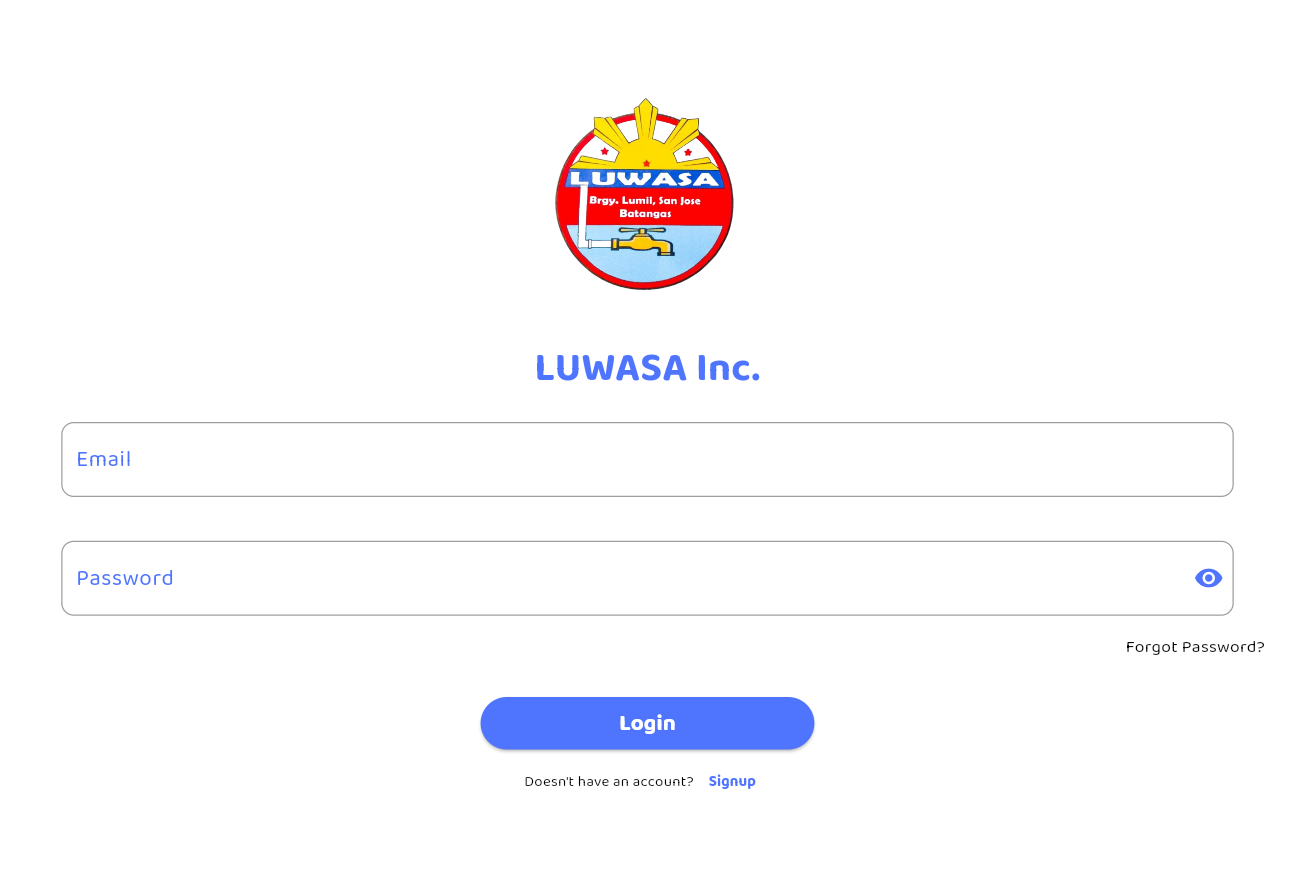 LUWASA
Brgy. Lumil, San Jose
Batangas
LUWASA Inc.
Email
Password
Forgot Password?
Login
Doesn't have an account? Signup